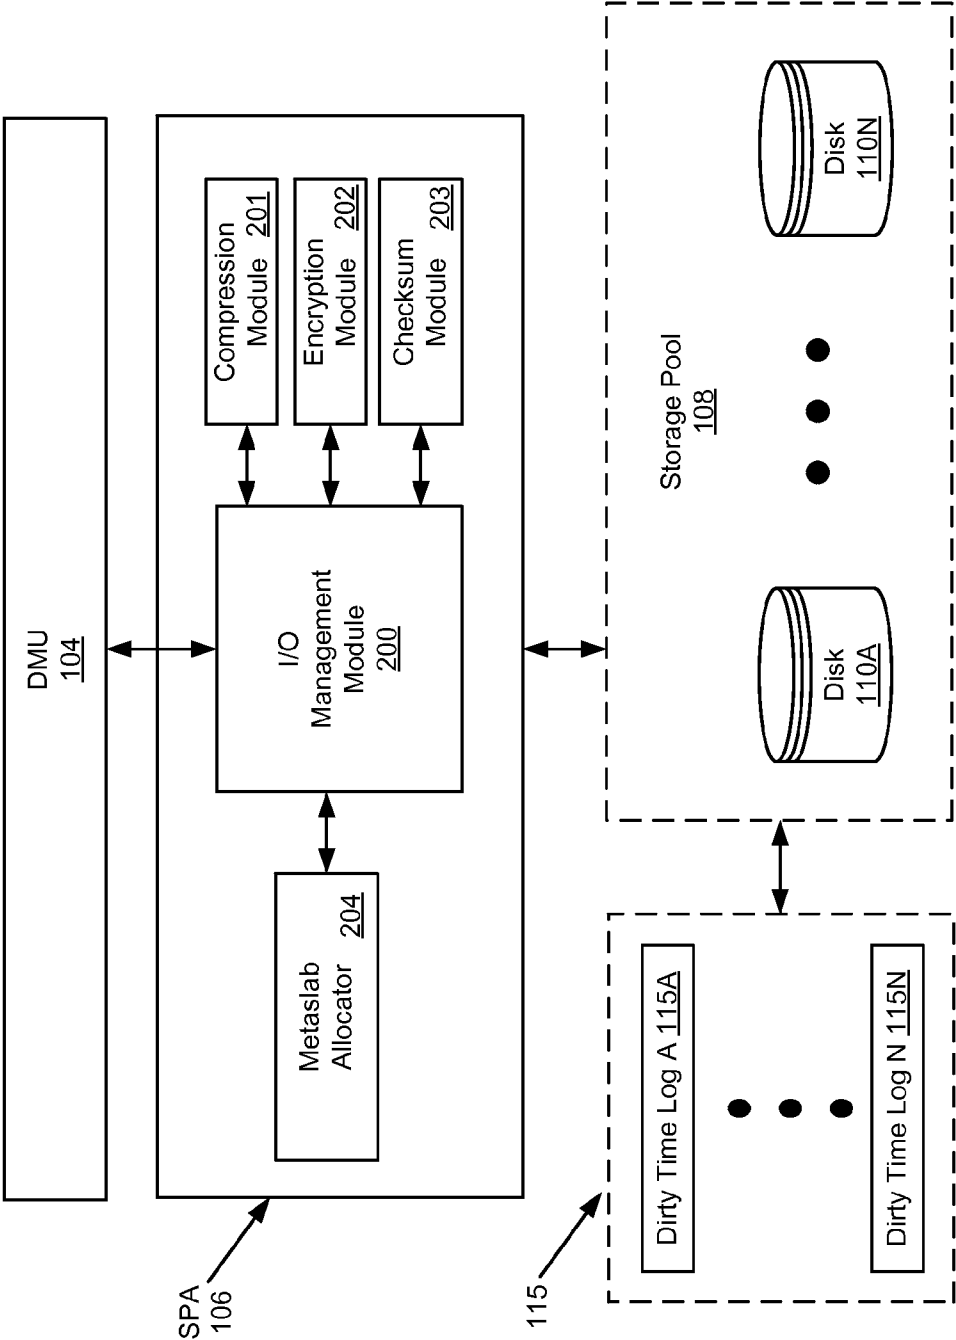 DMU
104
SPA
106
Metaslab
Allocator 204
I/O
Management
Module
200
Compression
Module 201
Encryption
Module 202
Checksum
Module 203
115
Dirty Time Log A 115A
Dirty Time Log N 115N
Storage Pool
108
Disk
110A
Disk
110N